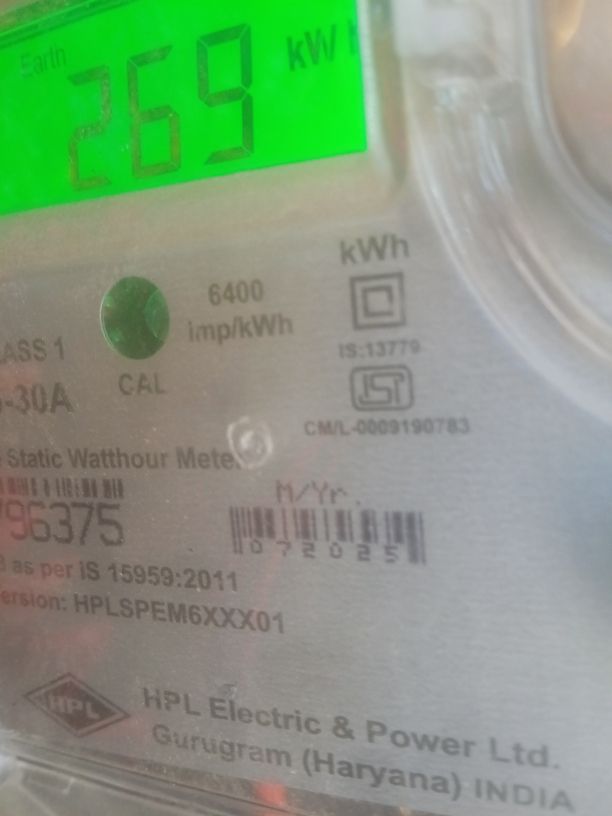 Earth
269 kW
kWh
6400
imp/kWh
IS:13779
CAL
ASS 1
-30A
CM/L-0009190783
Static Watthour Meter
M/Yr.
96375
072025
as per IS 15959:2011
ersion: HPLSPEM6XXX01
HPL
HPL Electric & Power Ltd.
Gurugram (Haryana) INDIA